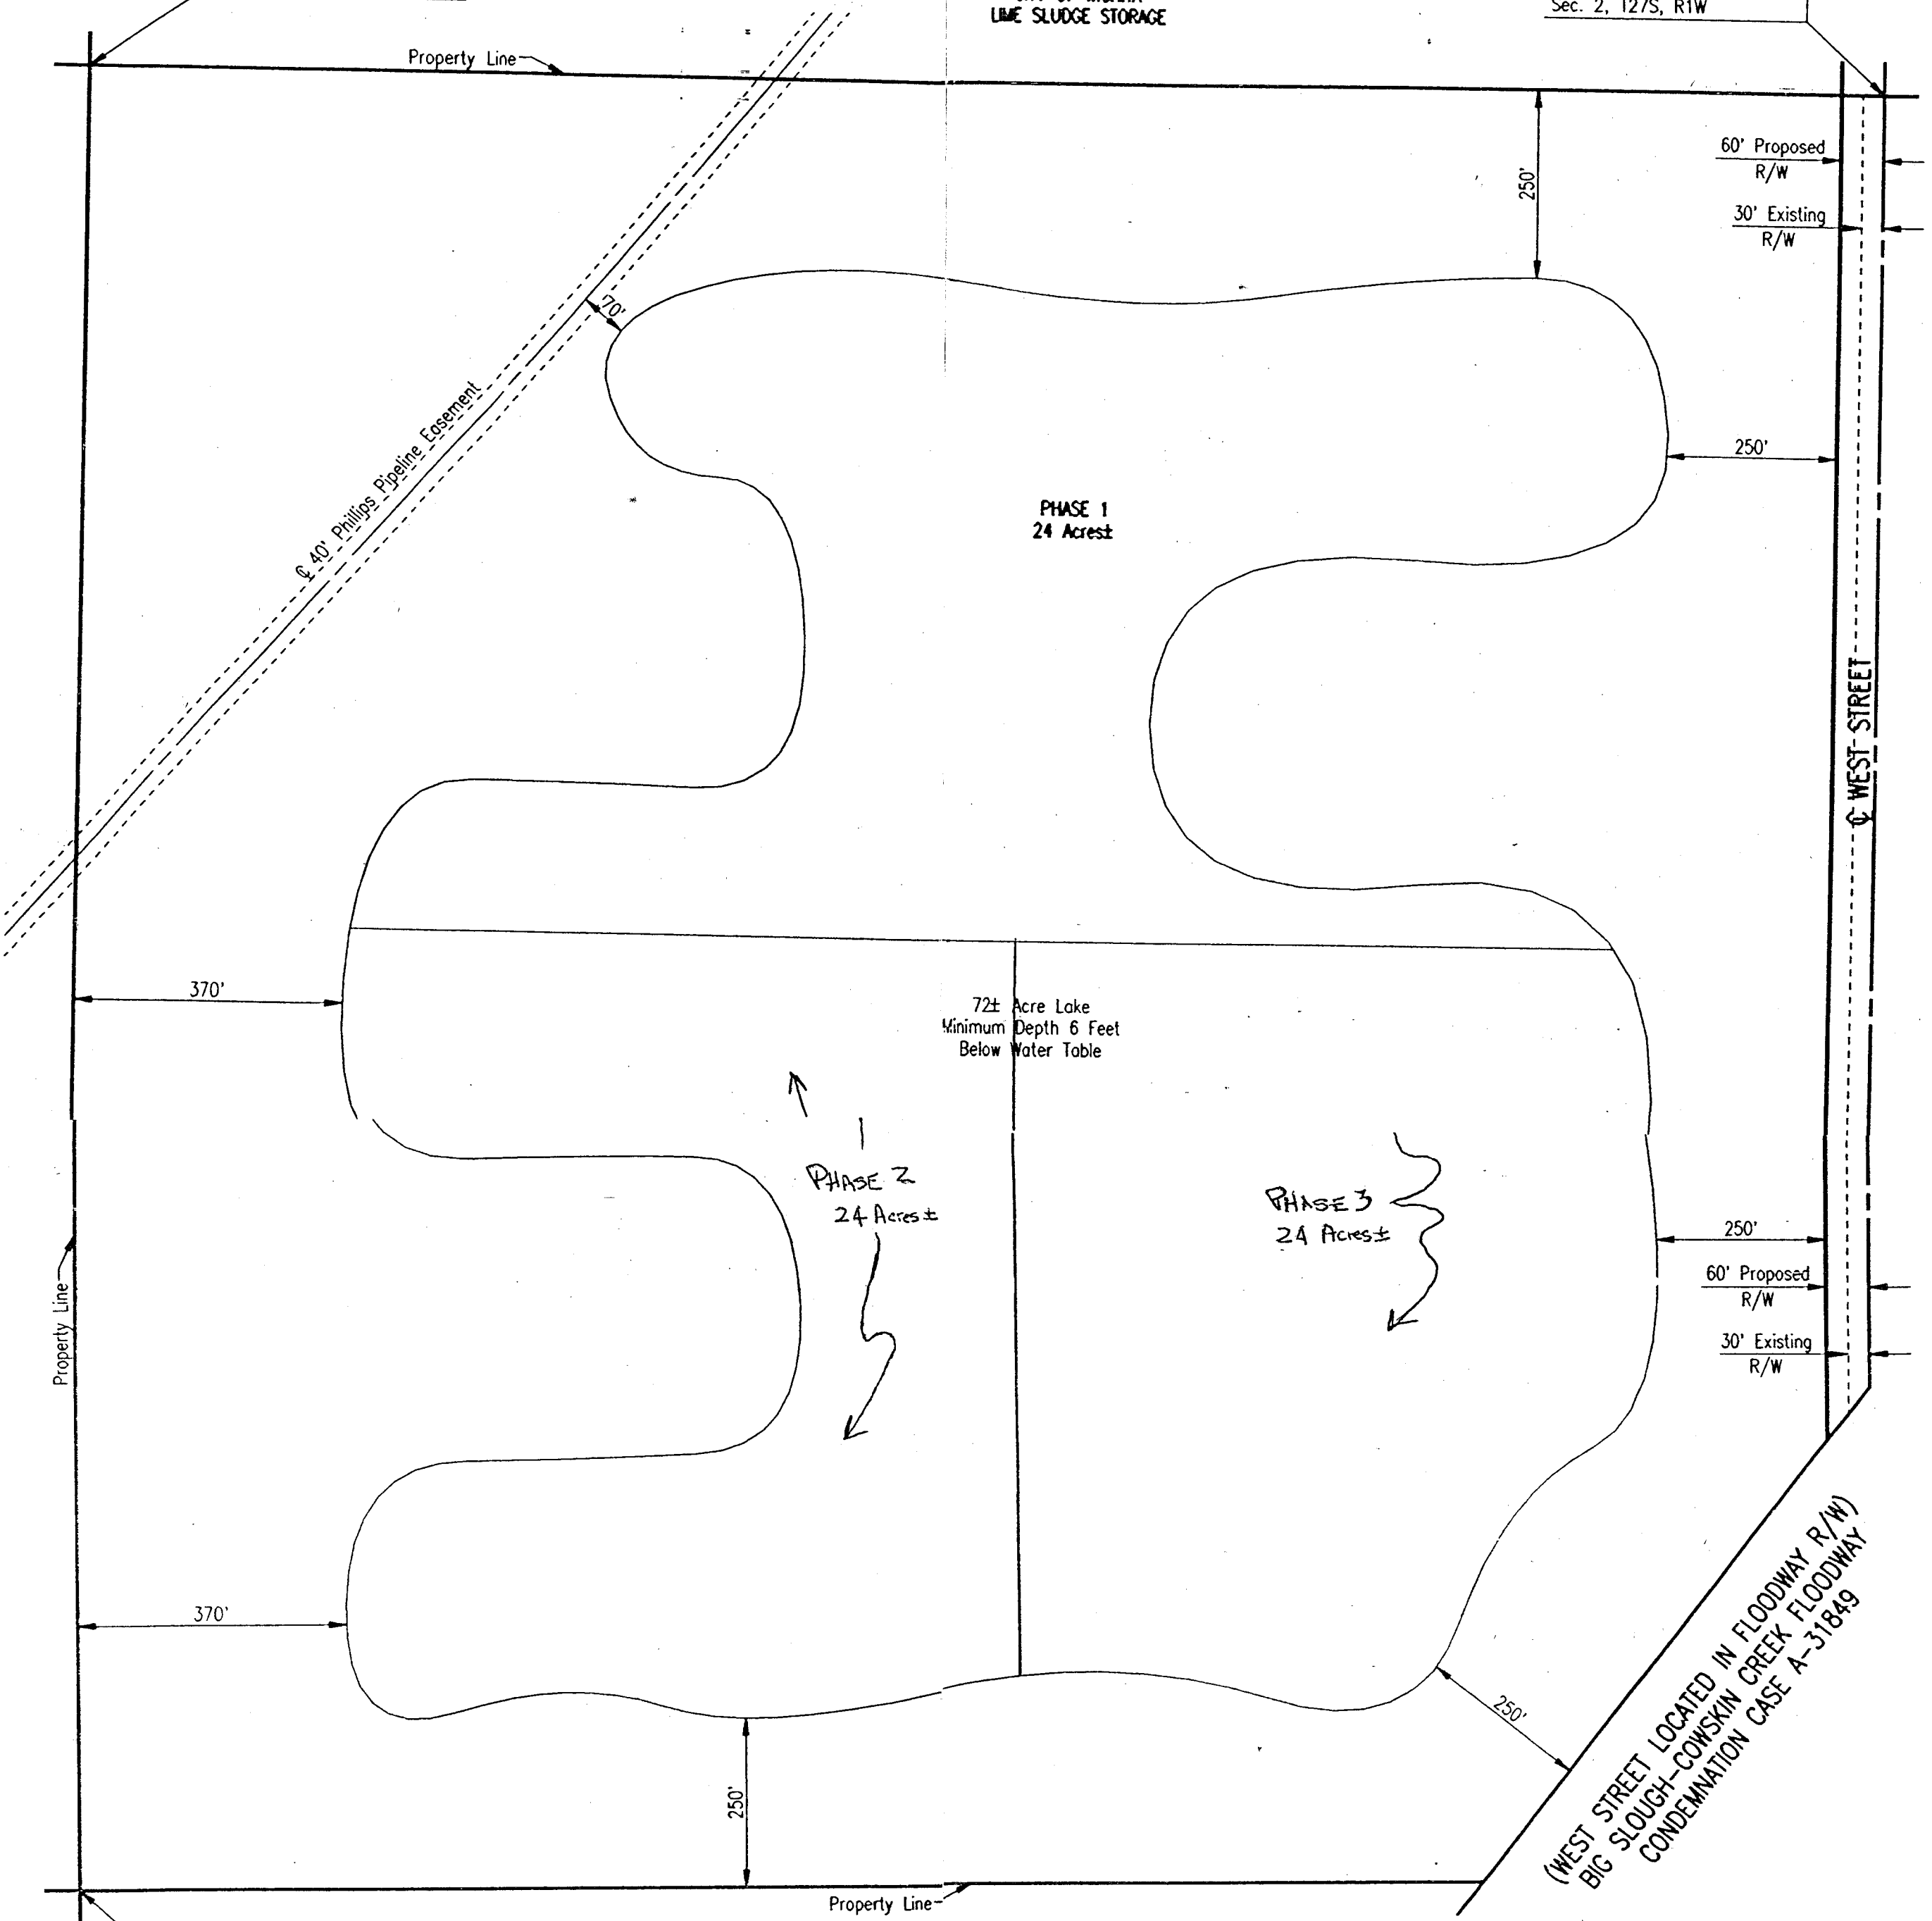 LIME SLUDGE STORAGE
Sec. 2, T27S, R1W
Property Line
60' Proposed
R/W
250'
30' Existing
R/W
70'
℄ 40' Phillips Pipeline Easement
250'
PHASE 1
24 Acres±
℄ WEST STREET
370'
72± Acre Lake
Minimum Depth 6 Feet
Below Water Table
PHASE 2
24 Acres±
PHASE 3
24 Acres±
250'
60' Proposed
R/W
Property Line
30' Existing
R/W
370'
(WEST STREET LOCATED IN FLOODWAY R/W)
BIG SLOUGH-COWSKIN CREEK FLOODWAY
CONDEMNATION CASE A-31849
250'
250'
Property Line